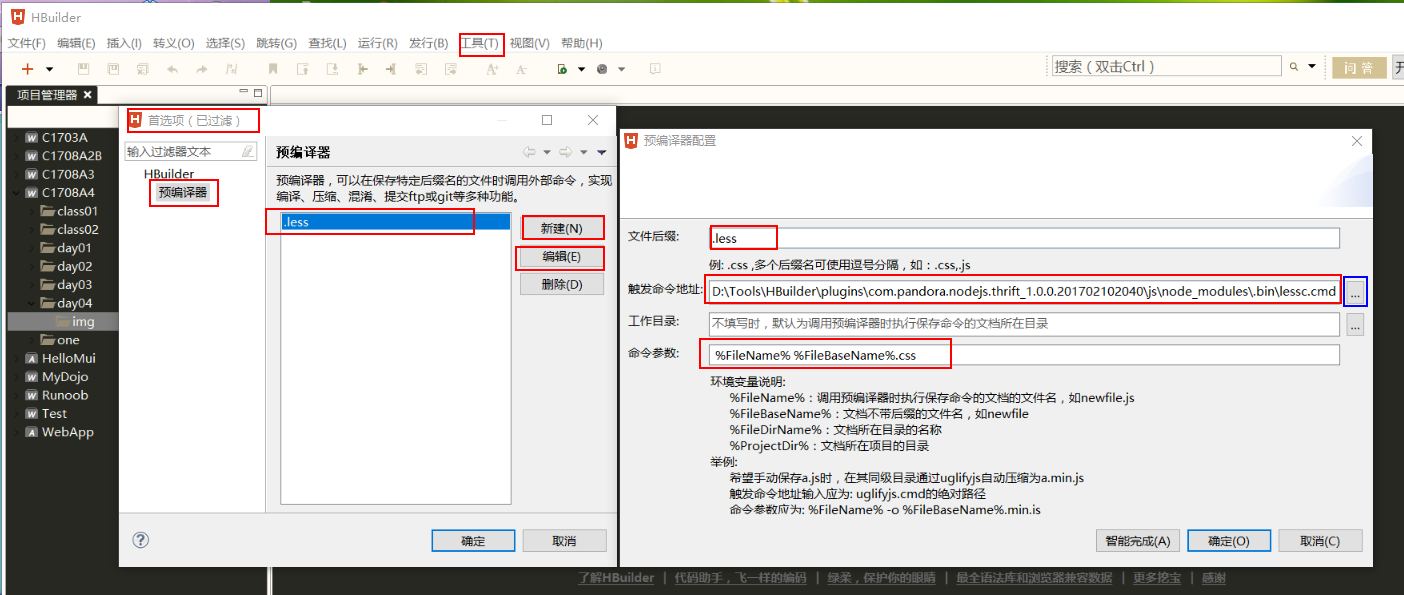 HBuilder
文件(F) 编辑(E) 插入(I) 转义(O) 选择(S) 跳转(G) 查找(L) 运行(R) 发行(B) 工具(T) 视图(V) 帮助(H)
搜索（双击Ctrl）
问 答
项目管理器
C1703A
C1708A2B
C1708A3
C1708A4
class01
class02
day01
day02
day03
day04
img
one
HelloMui
MyDojo
Runoob
Test
WebApp
首选项（已过滤）
输入过滤器文本
HBuilder
预编译器
预编译器
预编译器，可以在保存特定后缀名的文件时调用外部命令，实现
编译、压缩、混淆、提交ftp或git等多种功能。
.less
新建(N)
编辑(E)
删除(D)
确定
取消
预编译器配置
文件后缀:
.less
例: .css ,多个后缀名可使用逗号分隔，如：.css,.js
触发命令地址:
D:\Tools\HBuilder\plugins\com.pandora.nodejs.thrift_1.0.0.201702102040\js\node_modules\.bin\lessc.cmd
...
工作目录:
不填写时，默认为调用预编译器时执行保存命令的文档所在目录
...
命令参数:
%FileName% %FileBaseName%.css
环境变量说明:
%FileName%：调用预编译器时执行保存命令的文档的文件名，如newfile.js
%FileBaseName%：文档不带后缀的文件名，如newfile
%FileDirName%：文档所在目录的名称
%ProjectDir%：文档所在项目的目录
举例:
希望手动保存a.js时，在其同级目录通过uglifyjs自动压缩为a.min.js
触发命令地址输入应为: uglifyjs.cmd的绝对路径
命令参数应为: %FileName% -o %FileBaseName%.min.js
智能完成(A)
确定(O)
取消(C)
了解HBuilder | 代码助手，飞一样的编码 | 绿柔，保护你的眼睛 | 最全语法库和浏览器兼容数据 | 更多挖宝 | 感谢